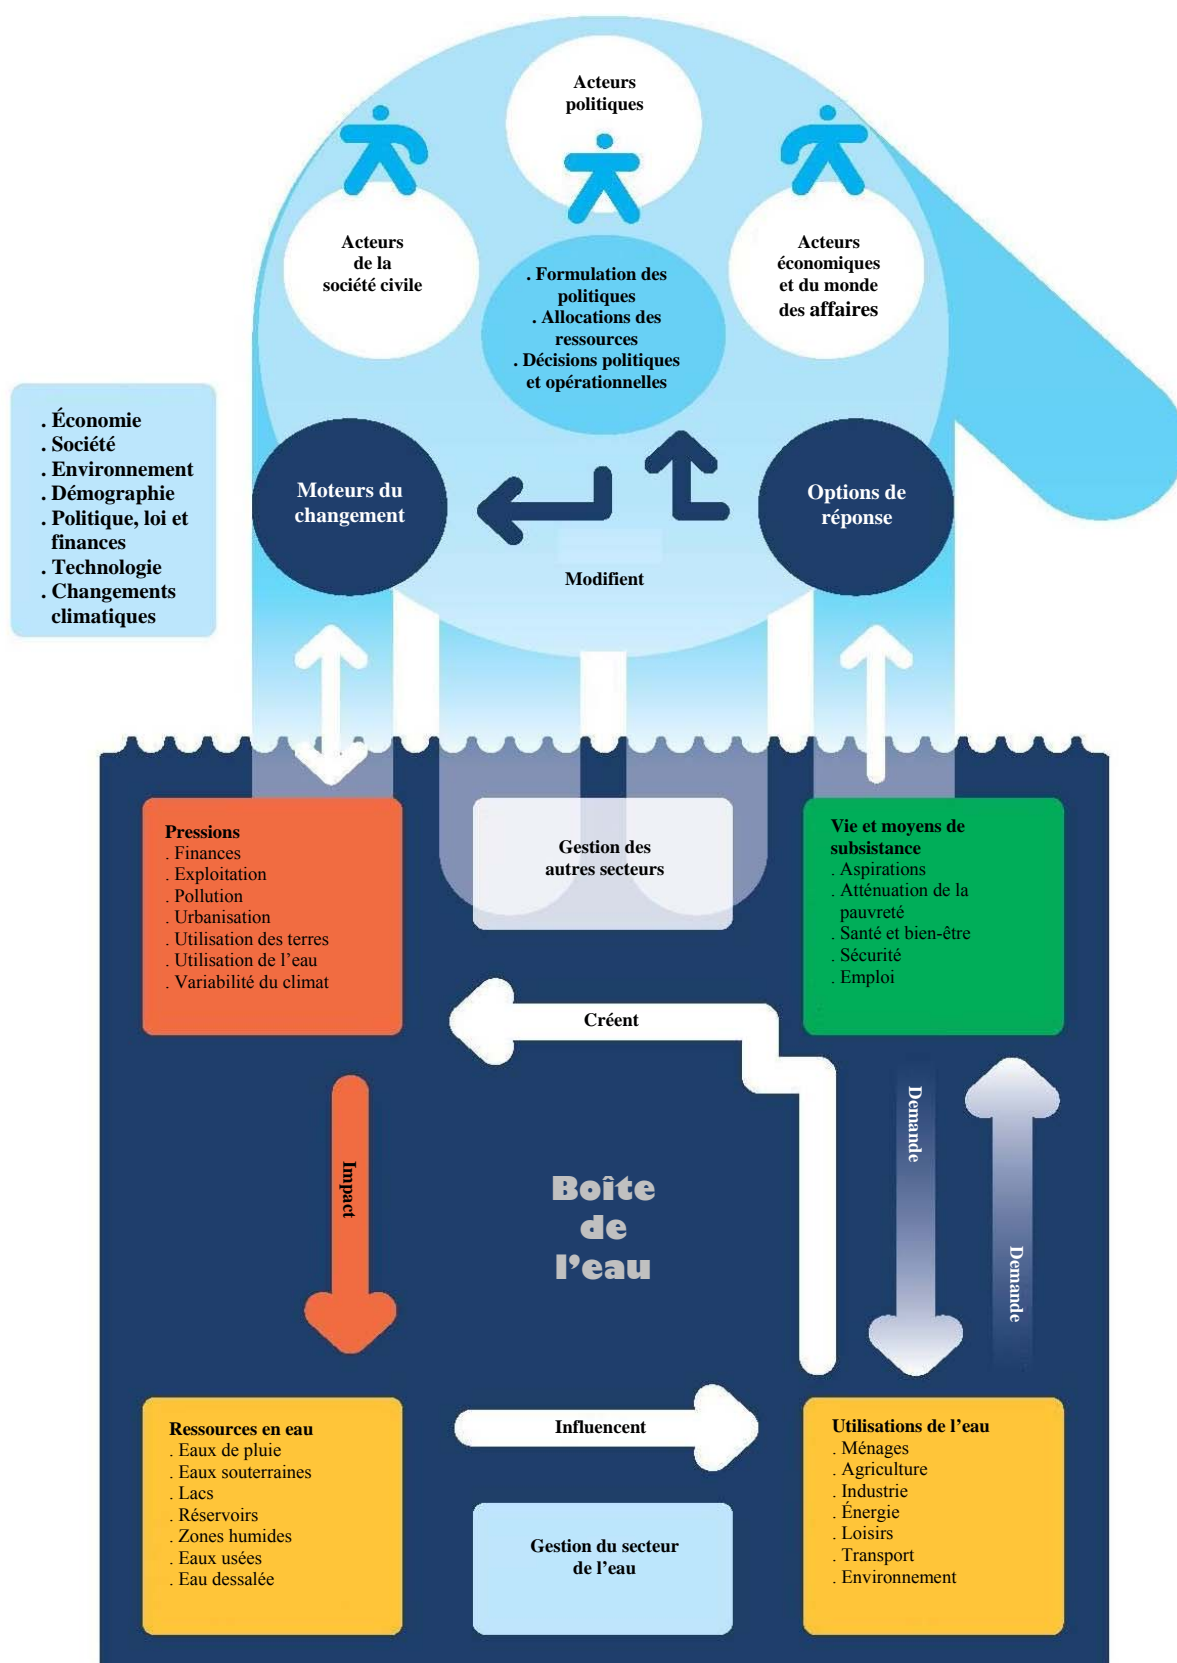 Acteurs
politiques
Acteurs
de la
société civile
. Formulation des
politiques
. Allocations des
ressources
. Décisions politiques
et opérationnelles
Acteurs
économiques
et du monde
des affaires
. Économie
. Société
. Environnement
. Démographie
. Politique, loi et
finances
. Technologie
. Changements
climatiques
Moteurs du
changement
Options de
réponse
Modifient
Pressions
. Finances
. Exploitation
. Pollution
. Urbanisation
. Utilisation des terres
. Utilisation de l’eau
. Variabilité du climat
Gestion des
autres secteurs
Vie et moyens de
subsistance
. Aspirations
. Atténuation de la
pauvreté
. Santé et bien-être
. Sécurité
. Emploi
Créent
Impact
Boîte
de
l’eau
Demande
Demande
Ressources en eau
. Eaux de pluie
. Eaux souterraines
. Lacs
. Réservoirs
. Zones humides
. Eaux usées
. Eau dessalée
Influencent
Gestion du secteur
de l’eau
Utilisations de l’eau
. Ménages
. Agriculture
. Industrie
. Énergie
. Loisirs
. Transport
. Environnement